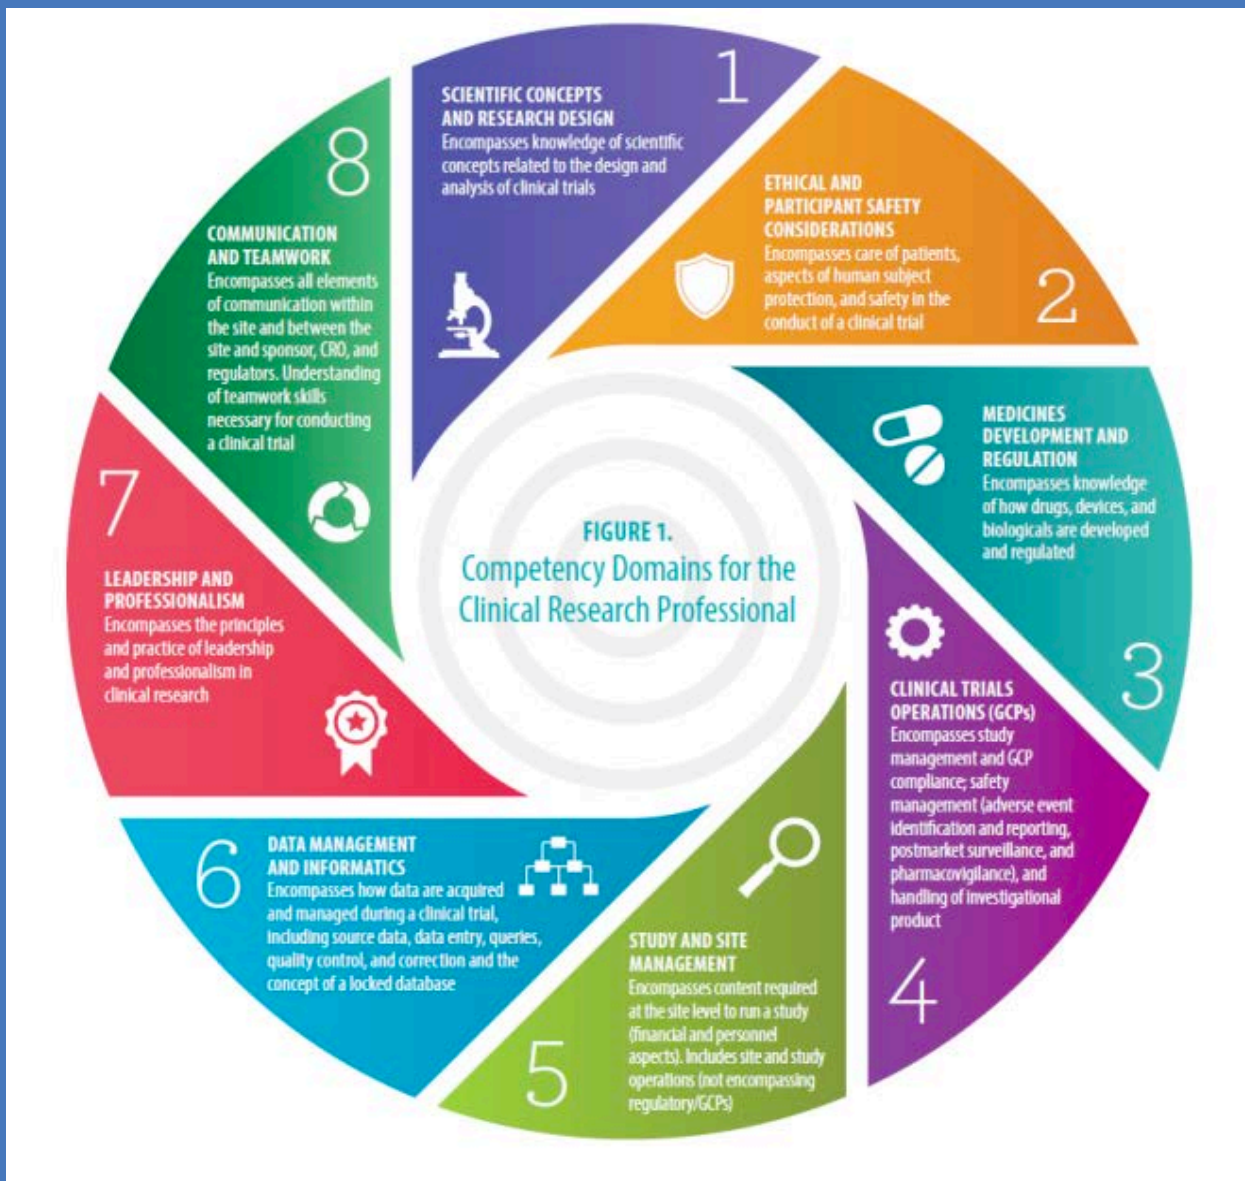 1
SCIENTIFIC CONCEPTS
AND RESEARCH DESIGN
Encompasses knowledge of scientific
concepts related to the design and
analysis of clinical trials
2
ETHICAL AND
PARTICIPANT SAFETY
CONSIDERATIONS
Encompasses care of patients,
aspects of human subject
protection, and safety in the
conduct of a clinical trial
3
MEDICINES
DEVELOPMENT AND
REGULATION
Encompasses knowledge
of how drugs, devices, and
biologicals are developed
and regulated
4
CLINICAL TRIALS
OPERATIONS (GCPs)
Encompasses study
management and GCP
compliance; safety
management (adverse event
identification and reporting,
postmarket surveillance, and
pharmacovigilance), and
handling of investigational
product
5
STUDY AND SITE
MANAGEMENT
Encompasses content required
at the site level to run a study
(financial and personnel
aspects). Includes site and study
operations (not encompassing
regulatory/GCPs)
6
DATA MANAGEMENT
AND INFORMATICS
Encompasses how data are acquired
and managed during a clinical trial,
including source data, data entry, queries,
quality control, and correction and the
concept of a locked database
7
LEADERSHIP AND
PROFESSIONALISM
Encompasses the principles
and practice of leadership
and professionalism in
clinical research
8
COMMUNICATION
AND TEAMWORK
Encompasses all elements
of communication within
the site and between the
site and sponsor, CRO, and
regulators. Understanding
of teamwork skills
necessary for conducting
a clinical trial
FIGURE 1.
Competency Domains for the
Clinical Research Professional